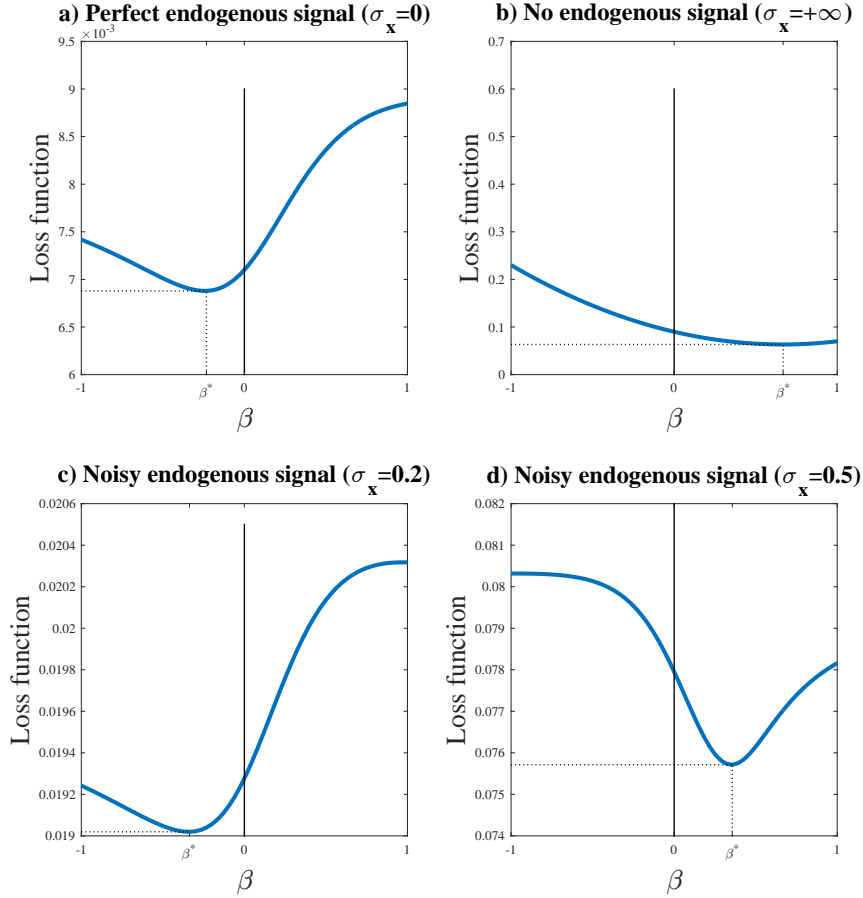 a) Perfect endogenous signal (σx=0)
×10-3
9.5
9
8.5
8
7.5
7
6.5
6
Loss function
-1 β* 0 1
β
b) No endogenous signal (σx=+∞)
0.7
0.6
0.5
0.4
0.3
0.2
0.1
0
Loss function
-1 0 β* 1
β
c) Noisy endogenous signal (σx=0.2)
0.0206
0.0204
0.0202
0.02
0.0198
0.0196
0.0194
0.0192
0.019
Loss function
-1 β* 0 1
β
d) Noisy endogenous signal (σx=0.5)
0.082
0.081
0.08
0.079
0.078
0.077
0.076
0.075
0.074
Loss function
-1 0 β* 1
β